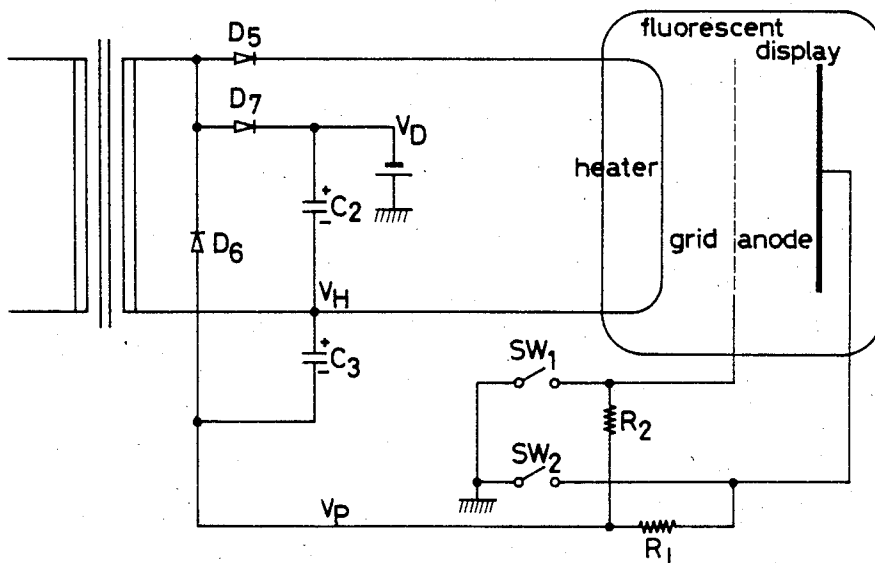 D5
fluorescent
display
D7
VD
heater
+
C2
-
D6
grid anode
VH
+
C3
-
SW1
R2
SW2
VP
R1